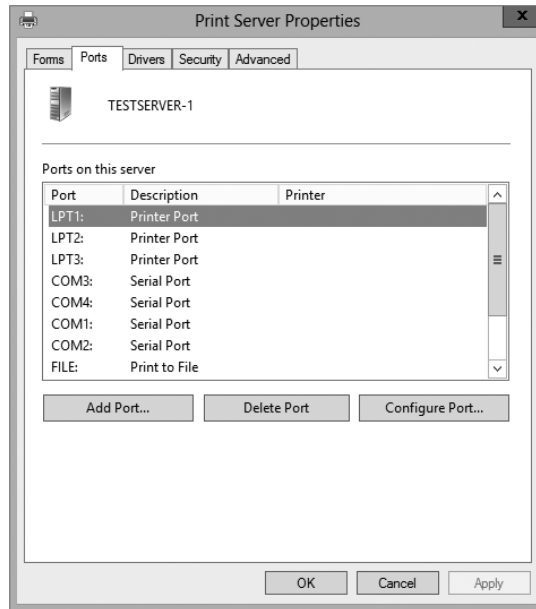 Print Server Properties
x
Forms Ports Drivers Security Advanced
TESTSERVER-1
Ports on this server
Port Description Printer
LPT1: Printer Port
LPT2: Printer Port
LPT3: Printer Port
COM3: Serial Port
COM4: Serial Port
COM1: Serial Port
COM2: Serial Port
FILE: Print to File
Add Port... Delete Port Configure Port...
OK Cancel Apply